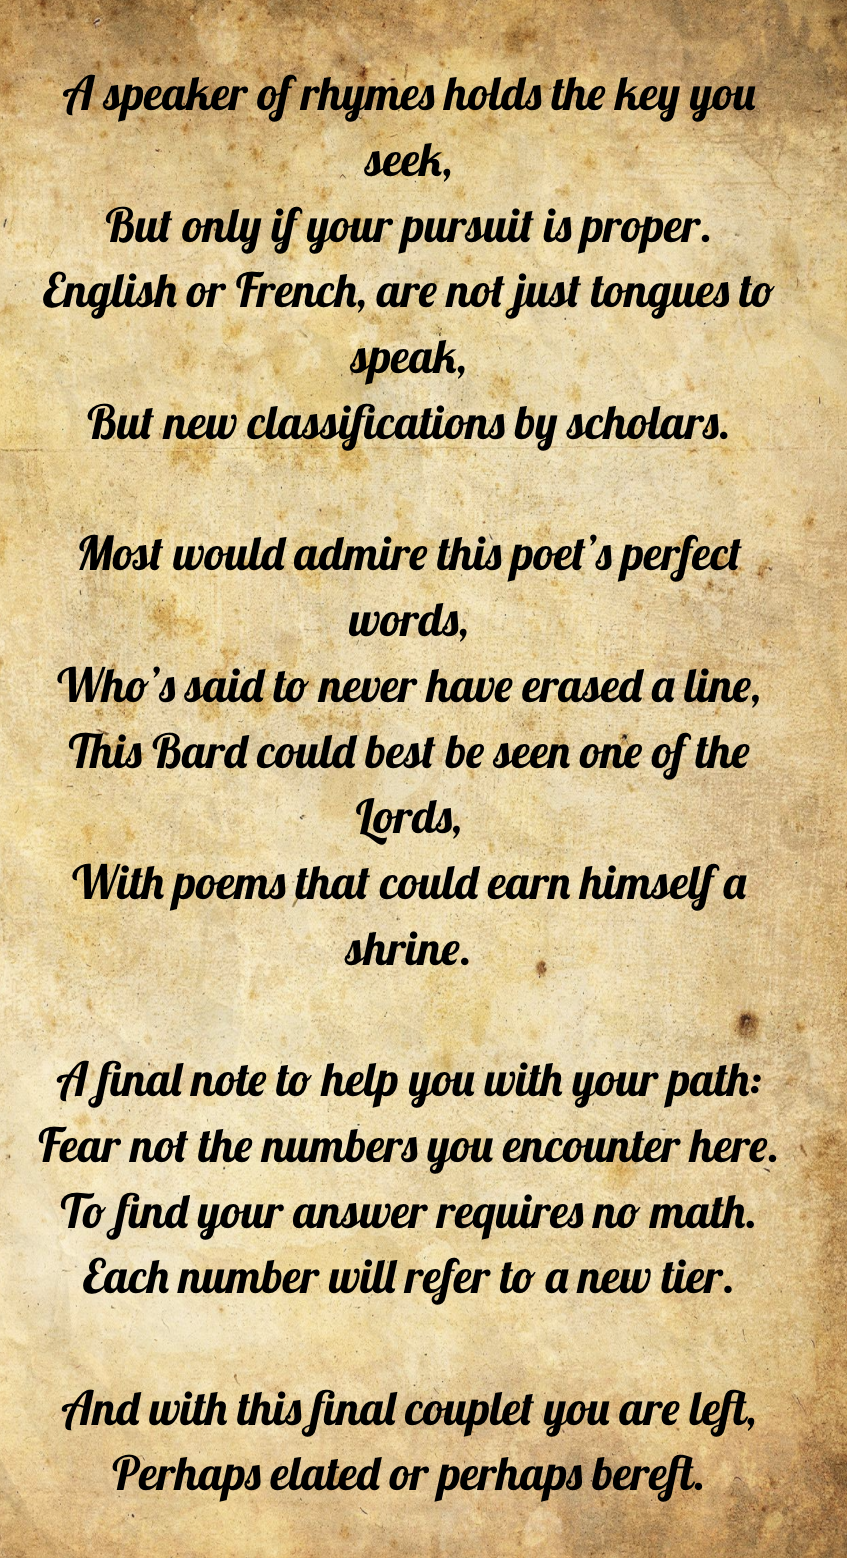 A speaker of rhymes holds the key you
seek,
But only if your pursuit is proper.
English or French, are not just tongues to
speak,
But new classifications by scholars.
Most would admire this poet's perfect
words,
Who's said to never have erased a line,
This Bard could best be seen one of the
Lords,
With poems that could earn himself a
shrine.
A final note to help you with your path:
Fear not the numbers you encounter here.
To find your answer requires no math.
Each number will refer to a new tier.
And with this final couplet you are left,
Perhaps elated or perhaps bereft.